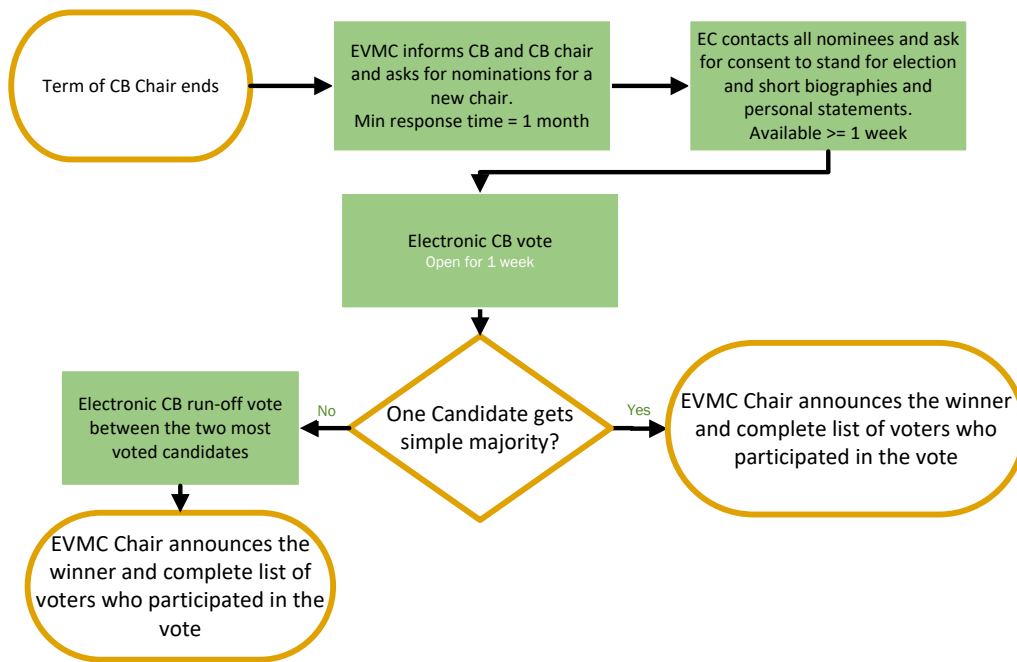 Term of CB Chair ends
EVMC informs CB and CB chair
and asks for nominations for a
new chair.
Min response time = 1 month
EC contacts all nominees and ask
for consent to stand for election
and short biographies and
personal statements.
Available >= 1 week
Electronic CB vote
Open for 1 week
One Candidate gets
simple majority?
No
Yes
Electronic CB run-off vote
between the two most
voted candidates
EVMC Chair announces the winner
and complete list of voters who
participated in the vote
EVMC Chair announces the
winner and complete list of
voters who participated in the
vote